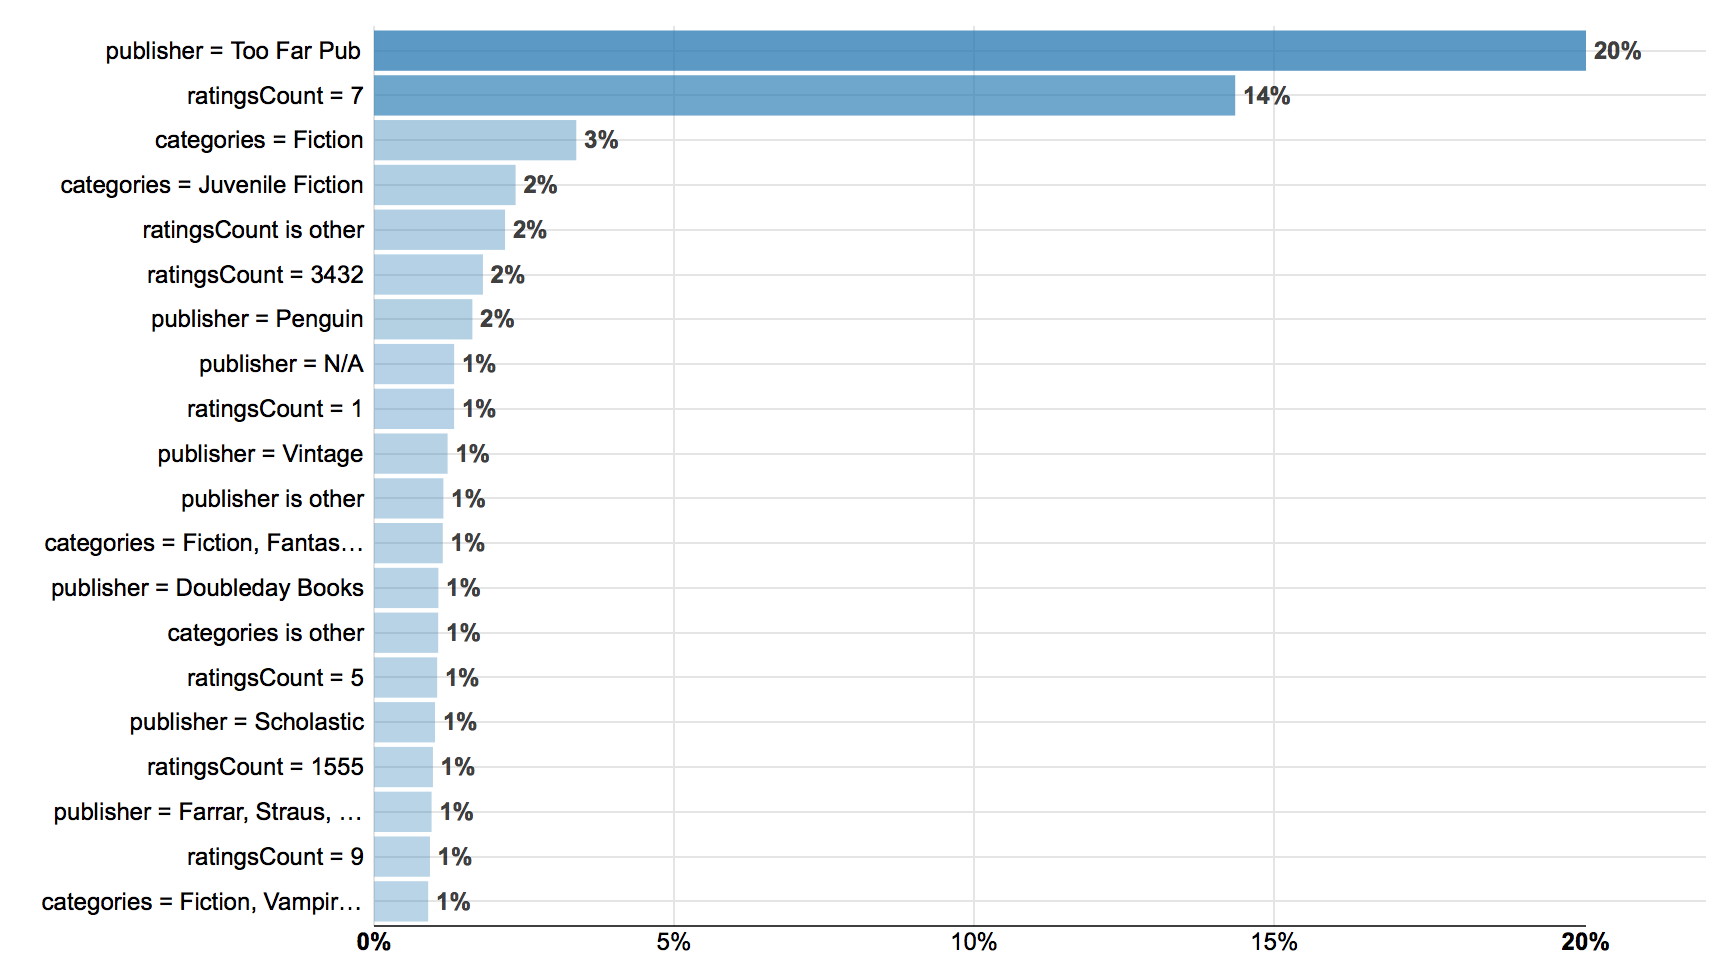 publisher = Too Far Pub 20%
ratingsCount = 7 14%
categories = Fiction 3%
categories = Juvenile Fiction 2%
ratingsCount is other 2%
ratingsCount = 3432 2%
publisher = Penguin 2%
publisher = N/A 1%
ratingsCount = 1 1%
publisher = Vintage 1%
publisher is other 1%
categories = Fiction, Fantas… 1%
publisher = Doubleday Books 1%
categories is other 1%
ratingsCount = 5 1%
publisher = Scholastic 1%
ratingsCount = 1555 1%
publisher = Farrar, Straus, … 1%
ratingsCount = 9 1%
categories = Fiction, Vampir… 1%
0% 5% 10% 15% 20%